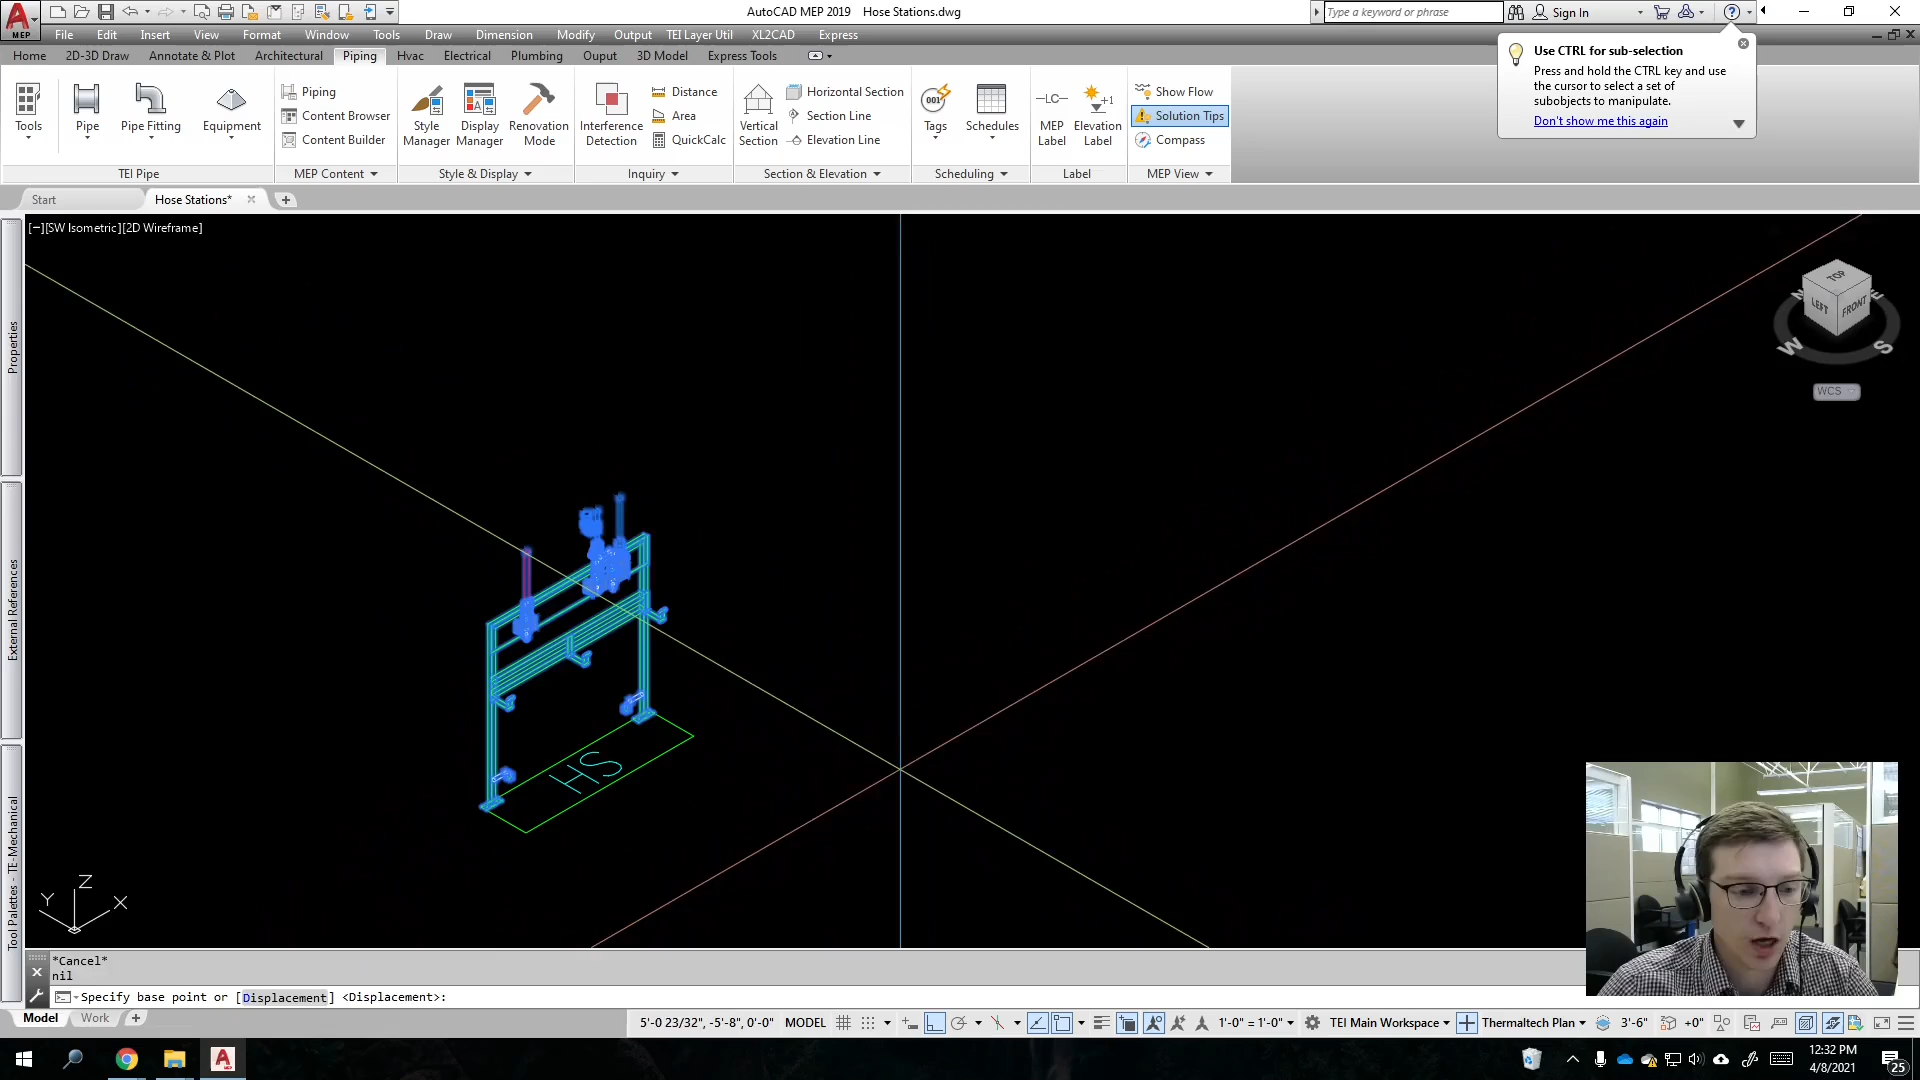 AutoCAD MEP 2019 Hose Stations.dwg
Type a keyword or phrase
Sign In
MEP
File Edit Insert View Format Window Tools Draw Dimension Modify Output TEI Layer Util XL2CAD Express
Home 2D-3D Draw Annotate & Plot Architectural Piping Hvac Electrical Plumbing Ouput 3D Model Express Tools
Tools
Pipe
Pipe Fitting
Equipment
TEI Pipe
Piping
Content Browser
Content Builder
MEP Content
Style
Manager
Display
Manager
Renovation
Mode
Style & Display
Interference
Detection
Distance
Area
QuickCalc
Inquiry
Vertical
Section
Horizontal Section
Section Line
Elevation Line
Section & Elevation
Tags
Schedules
Scheduling
MEP
Label
Elevation
Label
Label
Show Flow
Solution Tips
Compass
MEP View
Use CTRL for sub-selection
Press and hold the CTRL key and use
the cursor to select a set of
subobjects to manipulate.
Don't show me this again
Start
Hose Stations*
[−][SW Isometric][2D Wireframe]
TOP
LEFT
FRONT
N
E
W
S
WCS
Properties
External References
Tool Palettes - TE-Mechanical
HS
Z
Y
X
*Cancel*
nil
Specify base point or [Displacement] <Displacement>:
Model
Work
5'-0 23/32", -5'-8", 0'-0" MODEL
1'-0" = 1'-0"
TEI Main Workspace
Thermaltech Plan
3'-6"
+0"
12:32 PM
4/8/2021
25